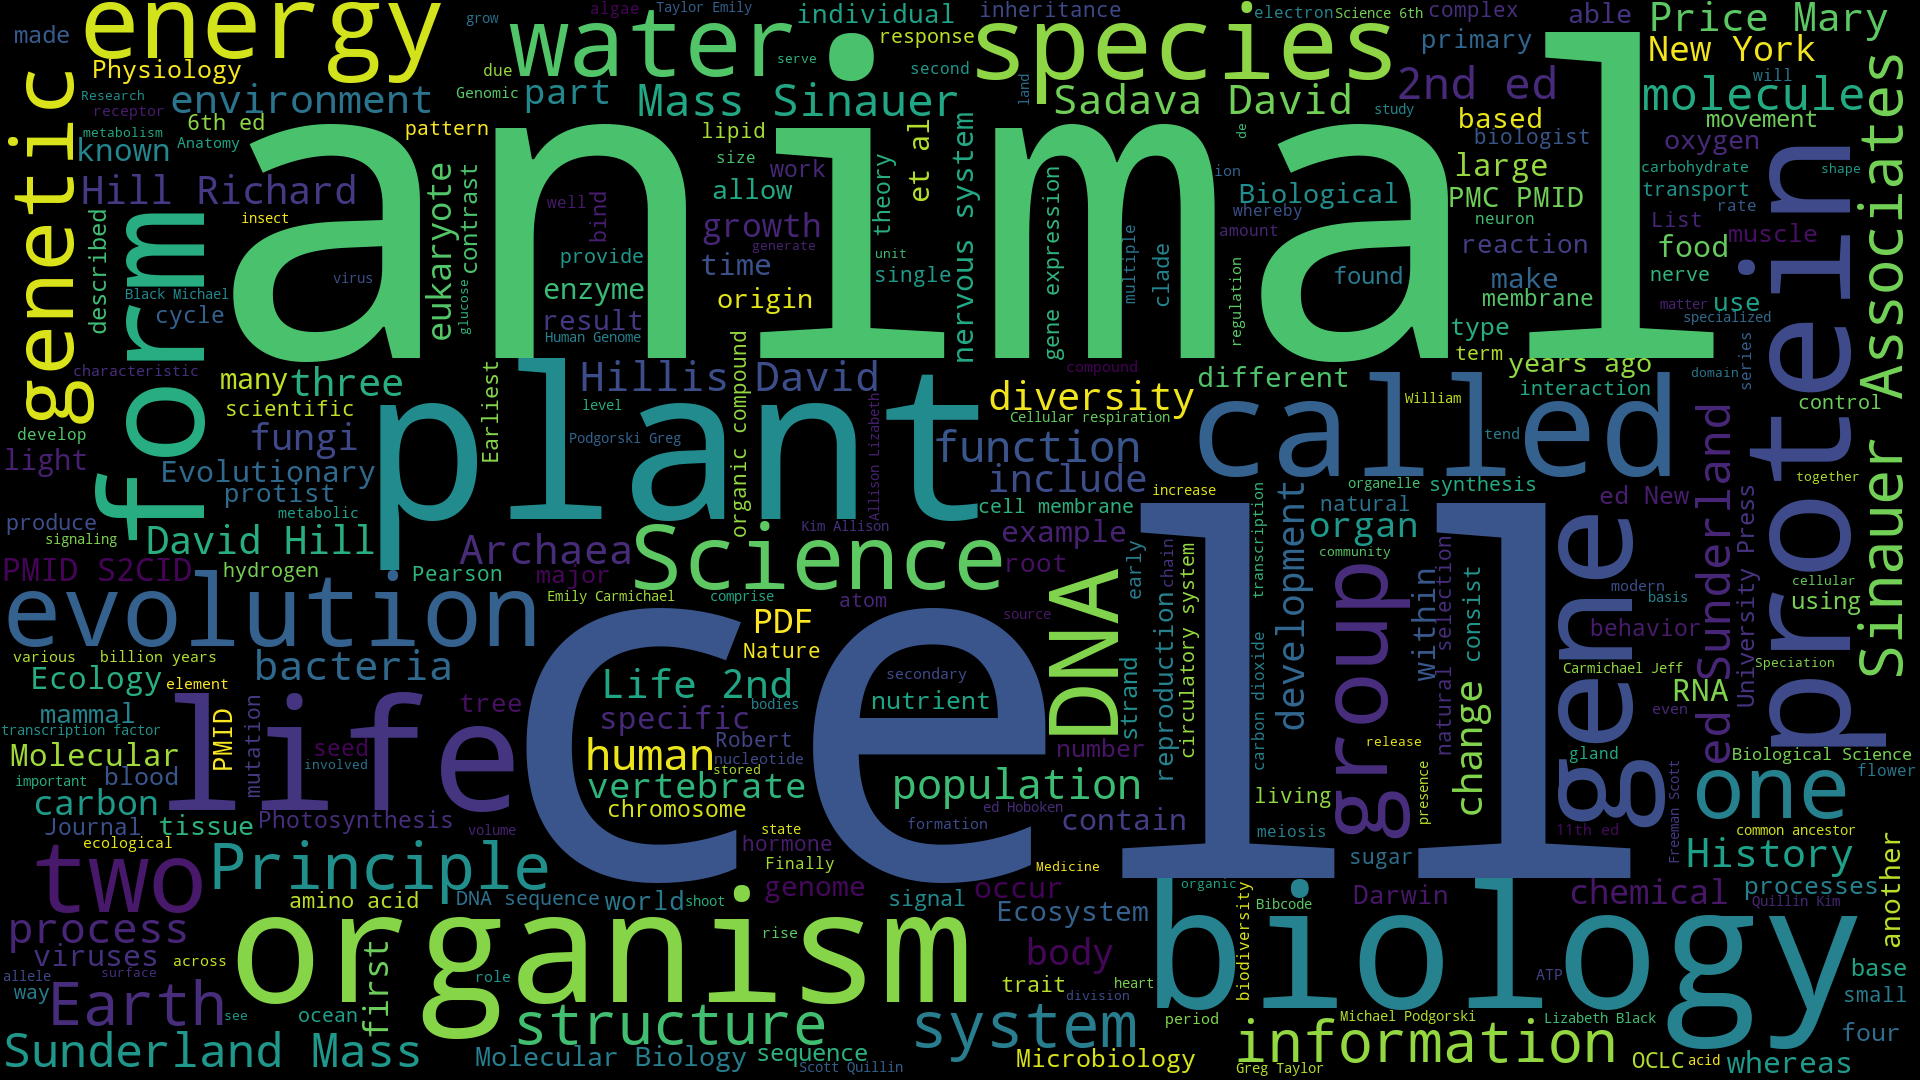 made
energy
algae
Taylor Emily
grow
water
serve
individual
response
inheritance
species
electron
Science 6th
complex
able
Price Mary
Physiology
due
second
primary
New York
will
Research
receptor
environment
Genomic
part
Mass Sinauer
land
Sadava David
study
2nd ed
molecule
genetic
metabolism
known
6th ed
Anatomy
pattern
lipid
size
work
et al
de
based
biologist
movement
oxygen
Hill Richard
insect
animal
eukaryote
contrast
well
bind
allow
growth
generate
theory
nervous system
gene expression
ion
Biological
whereby
amount
large
PMC PMID
neuron
carbohydrate
shape
transport
rate
List
muscle
described
form
virus
Black Michael
cycle
glucose
provide
enzyme
result
Human Genome
time
origin
unit
single
multiple
clade
regulation
found
reaction
make
membrane
type
term
food
nerve
matter
use
specialized
protein
Sinauer Associates
characteristic
many
three
scientific
Earliest
Hillis David
level
Podgorski Greg
organic compound
Allison Lizabeth
compound
diversity
different
Cellular respiration
William
years ago
interaction
domain
series
control
develop
light
fungi
Evolutionary
protist
metabolic
plant
function
include
called
tend
together
produce
signaling
David Hill
Archaea
Kim Allison
Science
cell membrane
increase
organelle
synthesis
example
root
transcription
development
natural
organ
community
ed New
Sunderland
University Press
PMID S2CID
hydrogen
Pearson
major
Emily Carmichael
comprise
atom
source
DNA
early
chain
reproduction
circulatory system
group
within
natural selection
consist
change
gene
modern
basis
cellular
using
behavior
evolution
various
billion years
bacteria
PDF
Nature
cell
strand
carbon dioxide
Carmichael Jeff
Speciation
RNA
even
ed
Ecology
element
mammal
transcription factor
Molecular
PMID
mutation
life
tree
seed
involved
Life 2nd
bodies
specific
Robert
nucleotide
human
stored
secondary
nutrient
number
release
gland
Biological Science
flower
important
blood
carbon
vertebrate
chromosome
population
ed Hoboken
living
presence
one
Journal
tissue
Photosynthesis
volume
state
formation
contain
meiosis
11th ed
Freeman Scott
common ancestor
ecological
two
Principle
hormone
Finally
Medicine
sugar
History
another
amino acid
DNA sequence
world
shoot
genome
signal
occur
organic
Bibcode
Darwin
chemical
processes
Quillin Kim
process
viruses
across
first
organism
rise
Ecosystem
body
biodiversity
biology
allele
surface
way
Earth
see
ocean
role
trait
heart
division
ATP
base
small
structure
system
period
Michael Podgorski
Lizabeth Black
four
Sunderland Mass
Molecular Biology
sequence
Scott Quillin
Microbiology
information
Greg Taylor
OCLC
acid
whereas